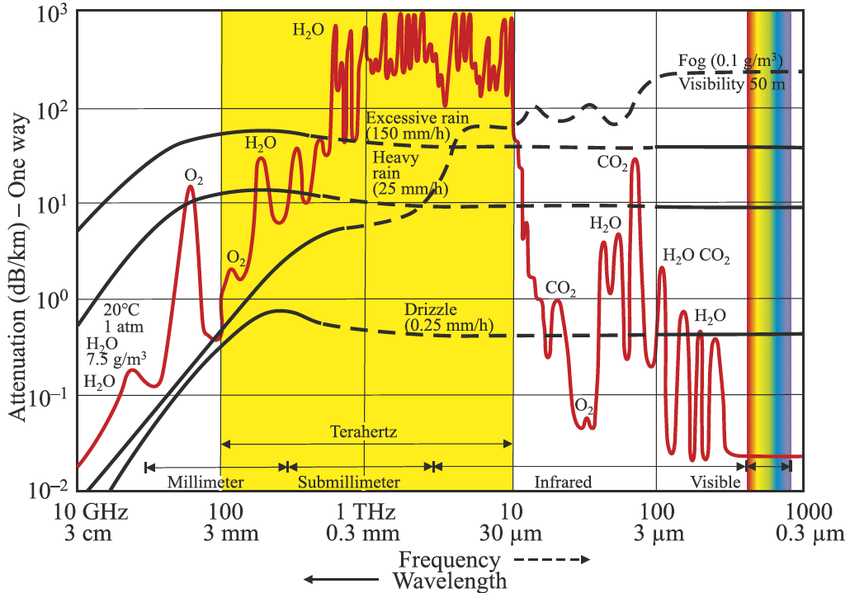 Attenuation (dB/km) – One way
10³
10²
10¹
10⁰
10⁻¹
10⁻²
H₂O
Fog (0.1 g/m³)
Visibility 50 m
Excessive rain
(150 mm/h)
H₂O
Heavy
rain
(25 mm/h)
CO₂
O₂
H₂O
O₂
H₂O CO₂
CO₂
20°C
1 atm
H₂O
7.5 g/m³
H₂O
Drizzle
(0.25 mm/h)
H₂O
O₂
Terahertz
Millimeter
Submillimeter
Infrared
Visible
10 GHz
100
1 THz
10
100
1000
3 cm
3 mm
0.3 mm
30 μm
3 μm
0.3 μm
Frequency
Wavelength